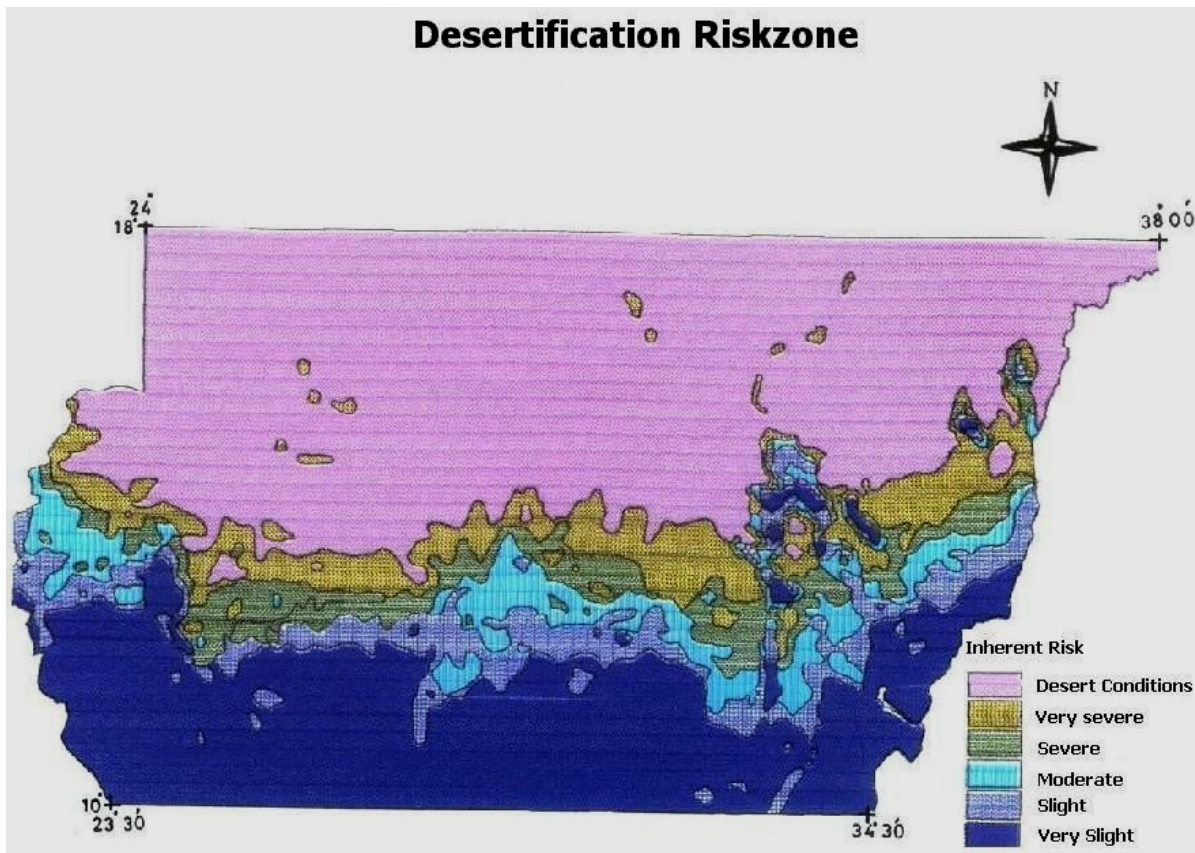 Desertification Riskzone
N
24°
18°
38°00'
Inherent Risk
Desert Conditions
Very severe
Severe
Moderate
Slight
Very Slight
10°
23°30
34°30